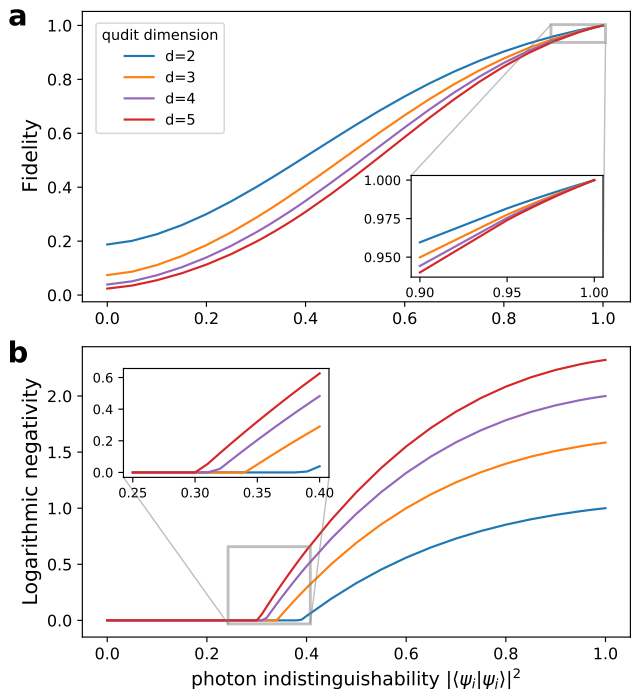 a
qudit dimension
d=2
d=3
d=4
d=5
Fidelity
1.0
0.8
0.6
0.4
0.2
0.0
1.000
0.975
0.950
0.90 0.95 1.00
0.0 0.2 0.4 0.6 0.8 1.0
b
Logarithmic negativity
2.0
1.5
1.0
0.5
0.0
0.6
0.4
0.2
0.0
0.25 0.30 0.35 0.40
0.0 0.2 0.4 0.6 0.8 1.0
photon indistinguishability |⟨ψᵢ|ψᵢ⟩|²